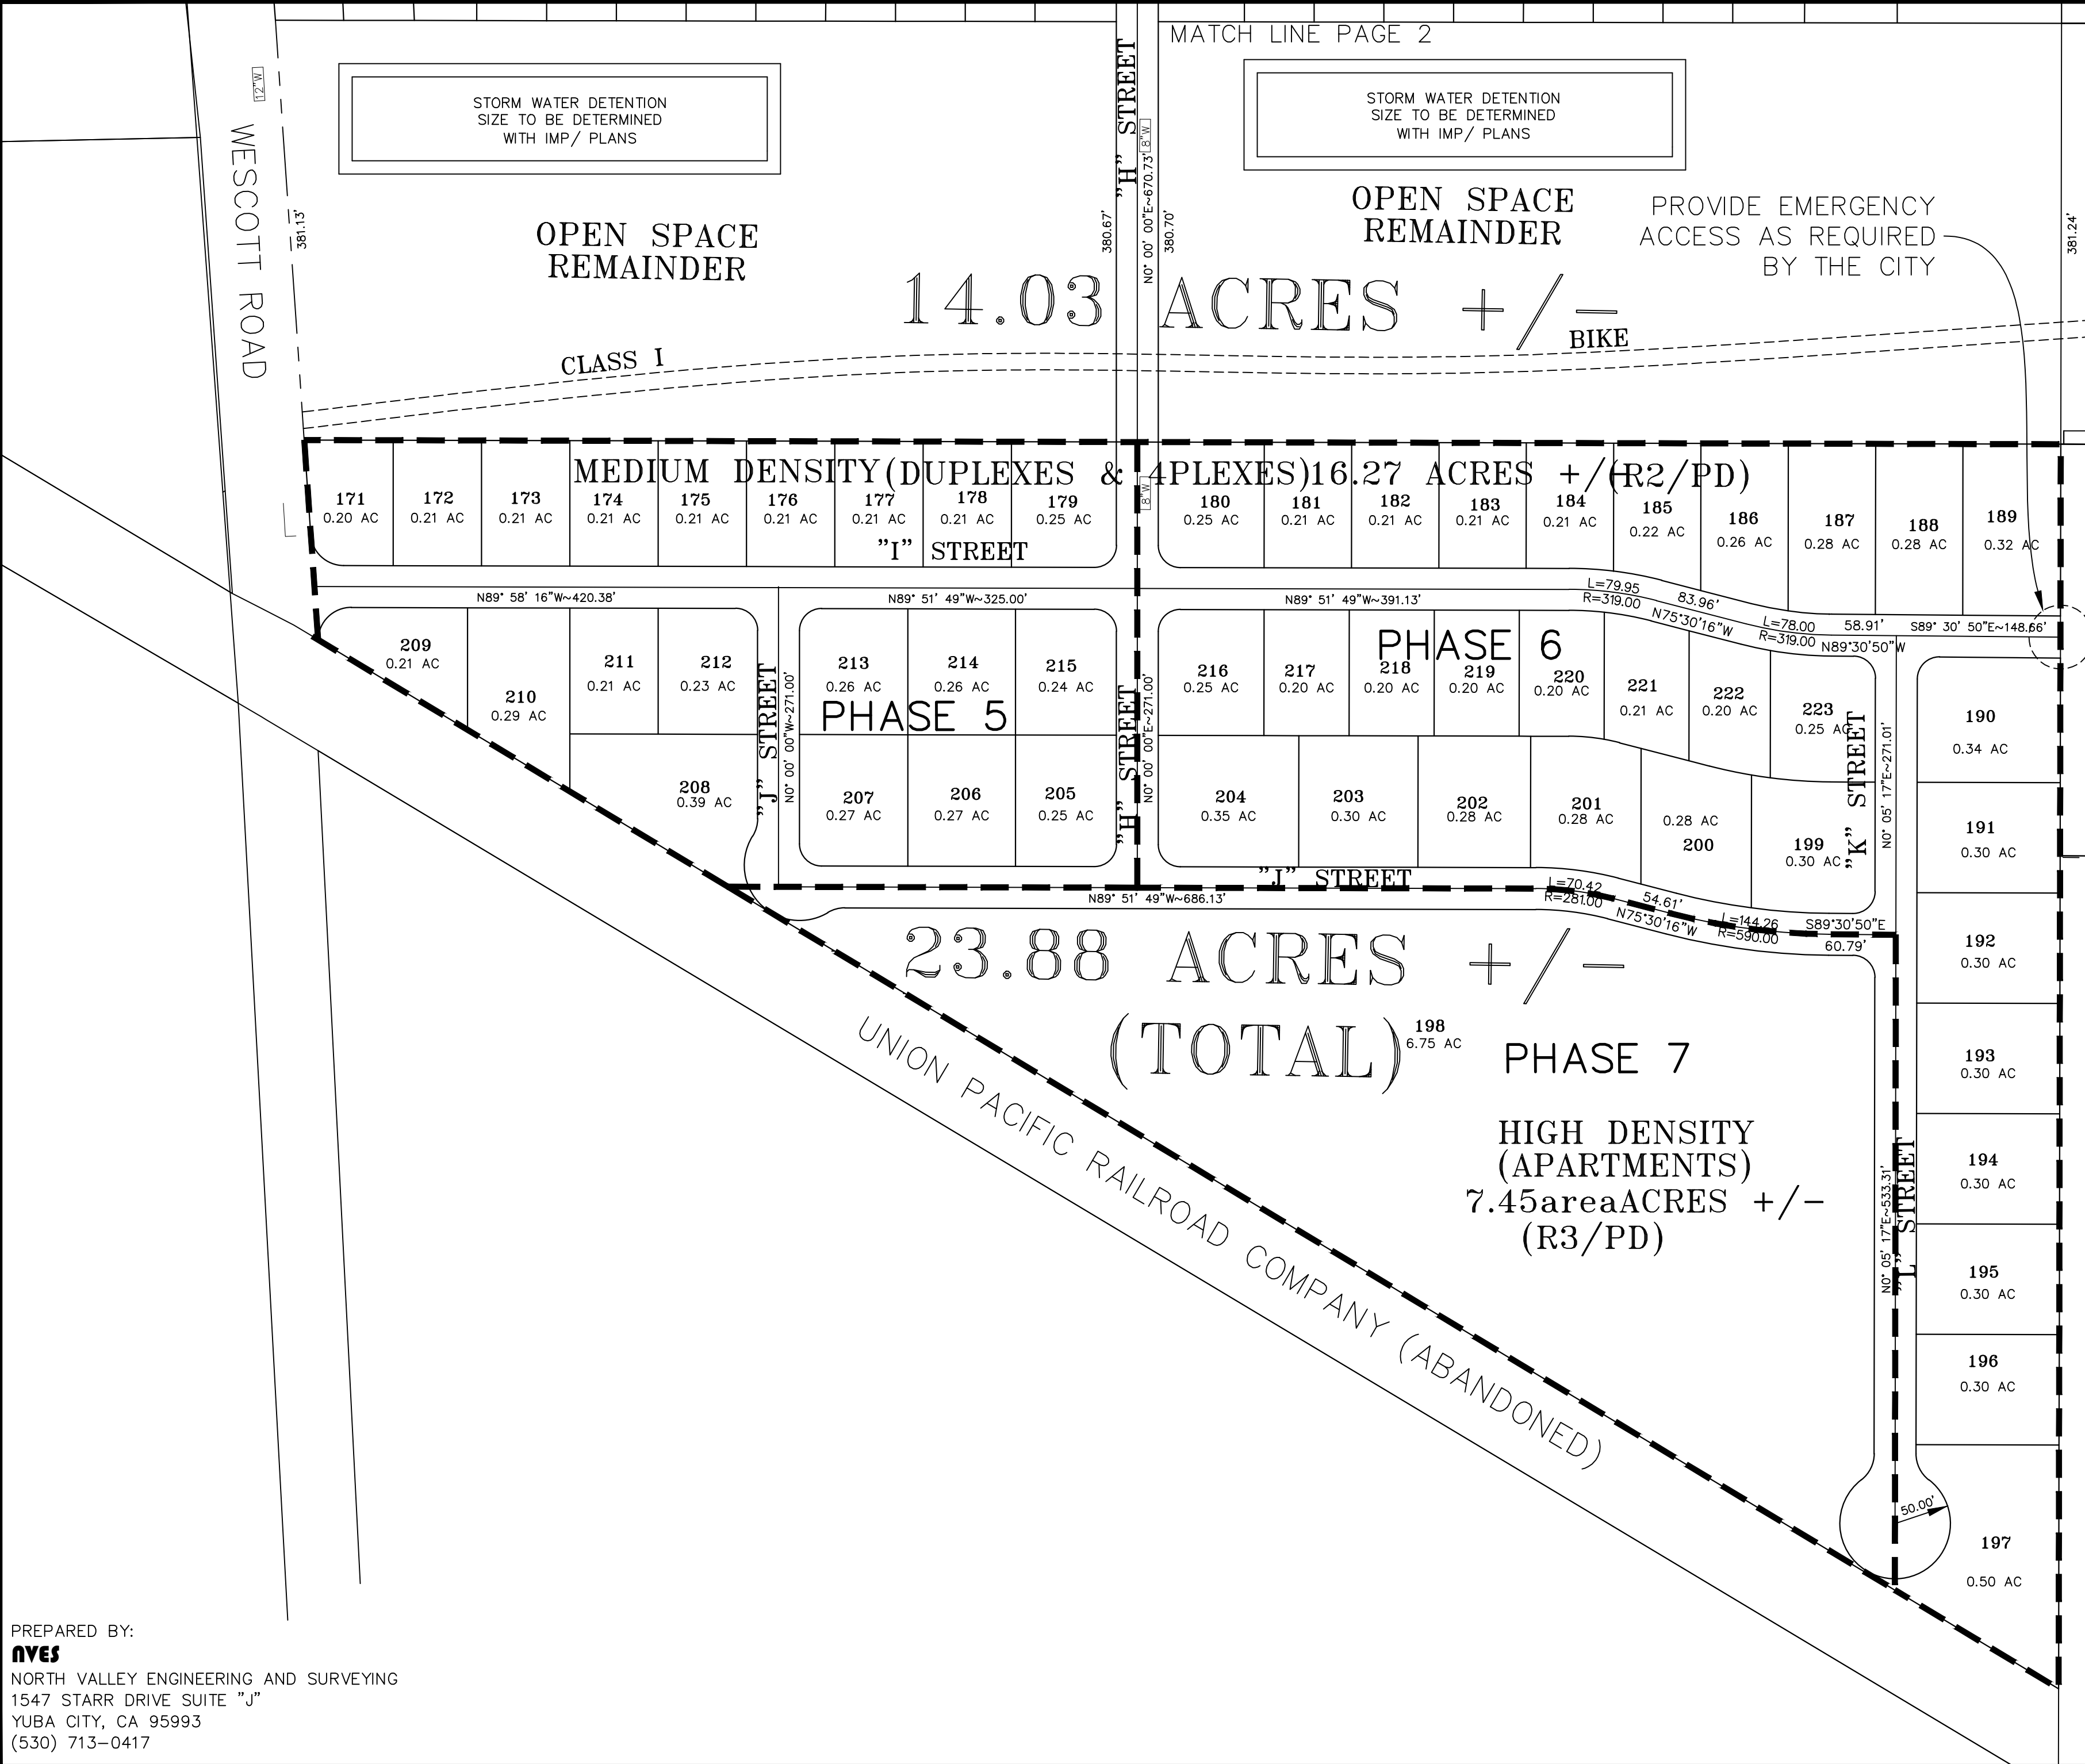 MATCH LINE PAGE 2
12"W
WESCOTT ROAD
381.13'
STORM WATER DETENTION
SIZE TO BE DETERMINED
WITH IMP/ PLANS
OPEN SPACE
REMAINDER
"H" STREET
8"W
N0° 00' 00"E~670.73'
380.67'
380.70'
STORM WATER DETENTION
SIZE TO BE DETERMINED
WITH IMP/ PLANS
OPEN SPACE
REMAINDER
PROVIDE EMERGENCY
ACCESS AS REQUIRED
BY THE CITY
381.24'
14.03 ACRES +/-
CLASS I
BIKE
MEDIUM DENSITY(DUPLEXES & 4PLEXES)16.27 ACRES +/(R2/PD)
171
0.20 AC
172
0.21 AC
173
0.21 AC
174
0.21 AC
175
0.21 AC
176
0.21 AC
177
0.21 AC
178
0.21 AC
179
0.25 AC
8"W
180
0.25 AC
181
0.21 AC
182
0.21 AC
183
0.21 AC
184
0.21 AC
185
0.22 AC
186
0.26 AC
187
0.28 AC
188
0.28 AC
189
0.32 AC
"I" STREET
N89° 58' 16"W~420.38'
N89° 51' 49"W~325.00'
N89° 51' 49"W~391.13'
L=79.95
R=319.00
83.96'
N75°30'16"W
L=78.00
R=319.00
58.91'
N89°30'50"W
S89° 30' 50"E~148.66'
209
0.21 AC
210
0.29 AC
211
0.21 AC
212
0.23 AC
213
0.26 AC
214
0.26 AC
215
0.24 AC
PHASE 5
PHASE 6
216
0.25 AC
217
0.20 AC
218
0.20 AC
219
0.20 AC
220
0.20 AC
221
0.21 AC
222
0.20 AC
223
0.25 AC
190
0.34 AC
"J" STREET
N0° 00' 00"W~271.00'
"H" STREET
N0° 00' 00"E~271.00'
"K" STREET
N0° 05' 17"E~271.01'
208
0.39 AC
207
0.27 AC
206
0.27 AC
205
0.25 AC
204
0.35 AC
203
0.30 AC
202
0.28 AC
201
0.28 AC
0.28 AC
200
199
0.30 AC
191
0.30 AC
"J" STREET
N89° 51' 49"W~686.13'
L=70.42
R=281.00
54.61'
N75°30'16"W
L=144.26
R=590.00
S89°30'50"E
60.79'
192
0.30 AC
23.88 ACRES +/-
(TOTAL)
198
6.75 AC
PHASE 7
193
0.30 AC
UNION PACIFIC RAILROAD COMPANY (ABANDONED)
HIGH DENSITY
(APARTMENTS)
7.45areaACRES +/-
(R3/PD)
N0° 05' 17"E~533.31'
"L" STREET
194
0.30 AC
195
0.30 AC
196
0.30 AC
50.00'
197
0.50 AC
PREPARED BY:
NVES
NORTH VALLEY ENGINEERING AND SURVEYING
1547 STARR DRIVE SUITE "J"
YUBA CITY, CA 95993
(530) 713-0417